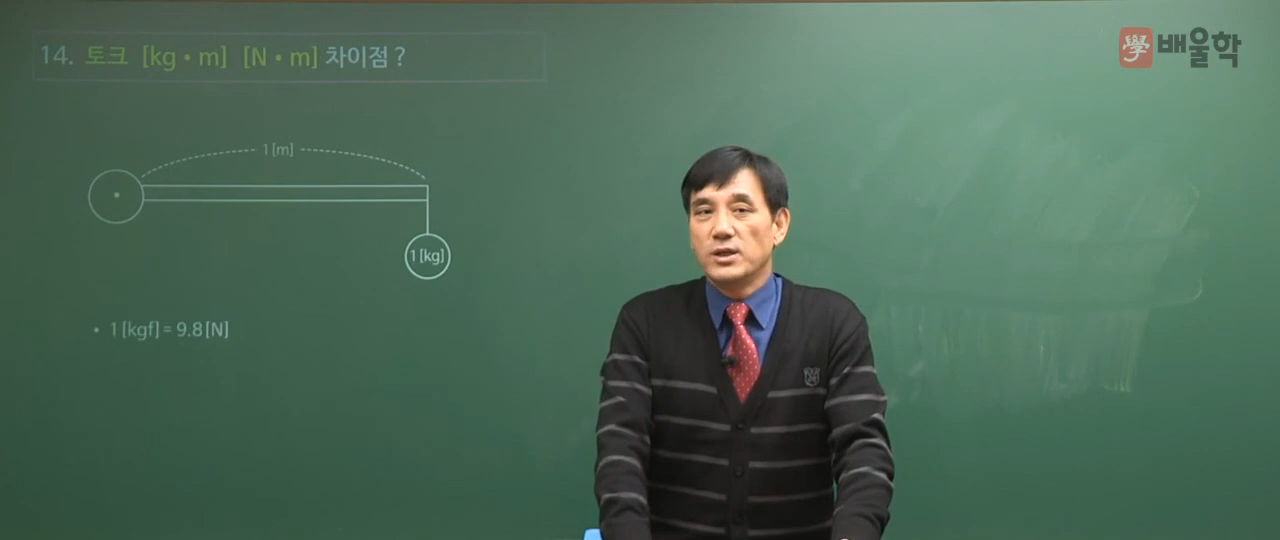 14. 토크 [kg • m] [N • m] 차이점 ?
學 배울학
1 [m]
1 [kg]
• 1 [kgf] = 9.8 [N]